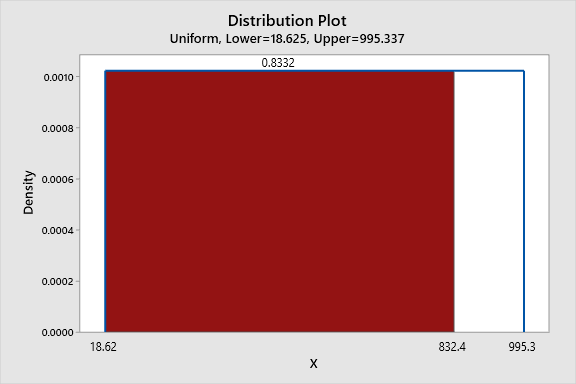 Distribution Plot
Uniform, Lower=18.625, Upper=995.337
0.8332
0.0010
0.0008
0.0006
0.0004
0.0002
0.0000
Density
18.62
832.4
995.3
X